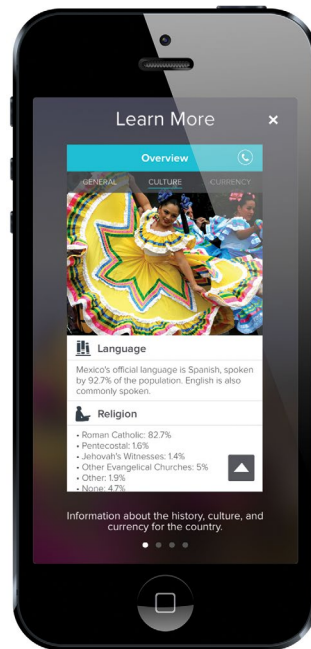 Learn More ×
Overview
GENERAL CULTURE CURRENCY
Language
Mexico's official language is Spanish, spoken
by 92.7% of the population. English is also
commonly spoken.
Religion
• Roman Catholic: 82.7%
• Pentecostal: 1.6%
• Jehovah's Witnesses: 1.4%
• Other Evangelical Churches: 5%
• Other: 1.9%
• None: 4.7%
Information about the history, culture, and
currency for the country.